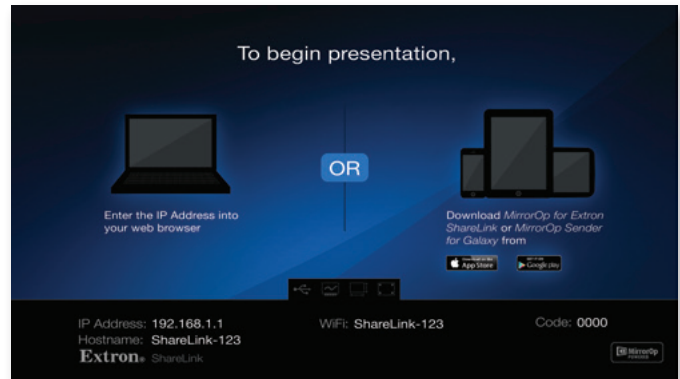 To begin presentation,
OR
Enter the IP Address into
your web browser
Download MirrorOp for Extron
ShareLink or MirrorOp Sender
for Galaxy from
App Store
Google play
IP Address: 192.168.1.1
WiFi: ShareLink-123
Code: 0000
Hostname: ShareLink-123
Extron® ShareLink
MirrorOp